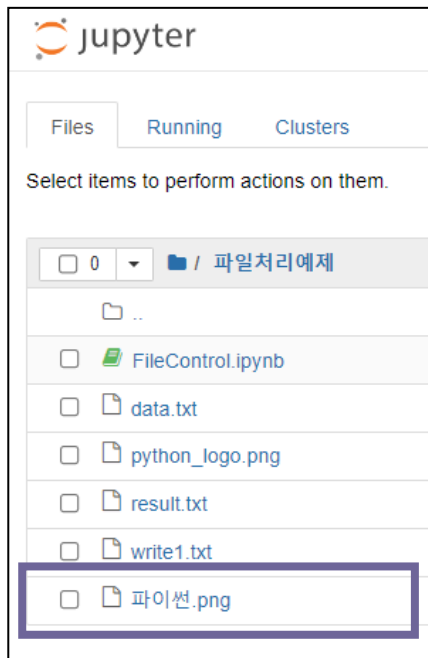 jupyter
Files Running Clusters
Select items to perform actions on them.
0 / 파일처리예제
..
FileControl.ipynb
data.txt
python_logo.png
result.txt
write1.txt
파이썬.png